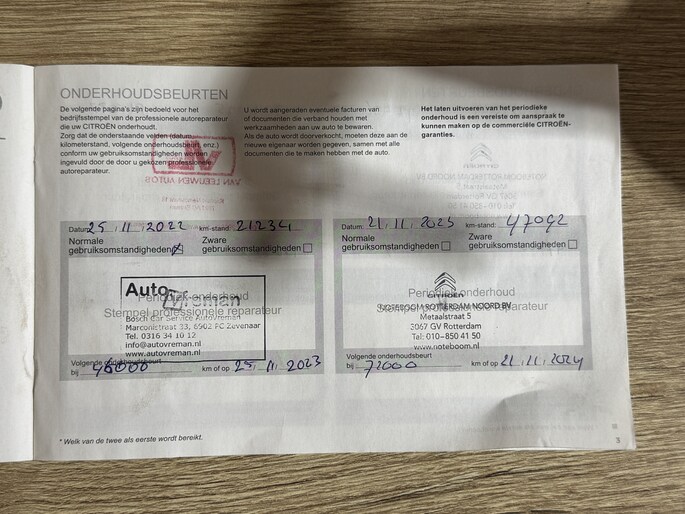 ONDERHOUDSBEURTEN
De volgende pagina's zijn bedoeld voor het
bedrijfsstempel van de professionele autoreparateur
die uw CITROËN onderhoudt.
Zorg dat de onderstaande velden (datum,
kilometerstand, volgende onderhoudsbeurt, enz.)
conform uw gebruiksomstandigheden worden
ingevuld door de door u gekozen professionele
autoreparateur.
U wordt aangeraden eventuele facturen van
of documenten die verband houden met
werkzaamheden aan uw auto te bewaren.
Als de auto wordt doorverkocht, moeten deze aan de
nieuwe eigenaar worden gegeven, samen met alle
documenten die te maken hebben met de auto.
Het laten uitvoeren van het periodieke
onderhoud is een vereiste om aanspraak te
kunnen maken op de commerciële CITROËN-
garanties.
VAN LEEUWEN AUTO'S
Datum: 25.11.2022 km-stand: 21234
Normale
gebruiksomstandigheden
Zware
gebruiksomstandigheden
Periodiek onderhoud
Stempel professionele reparateur
AutoVreman
Bosch Car Service AutoVreman
Marconistraat 33, 6902 PC Zevenaar
Tel. 0316 34 10 12
info@autovreman.nl
www.autovreman.nl
Volgende onderhoudsbeurt
bij 46000 km of op 25.11.2023
Datum: 21.11.2023 km-stand: 47092
Normale
gebruiksomstandigheden
Zware
gebruiksomstandigheden
Periodiek onderhoud
Stempel professionele reparateur
CITROËN
NOTEBOOM ROTTERDAM NOORD BV
Metaalstraat 5
3067 GV Rotterdam
Tel: 010-850 41 50
www.noteboom.nl
Volgende onderhoudsbeurt
bij 72000 km of op 21.11.2024
* Welk van de twee als eerste wordt bereikt.